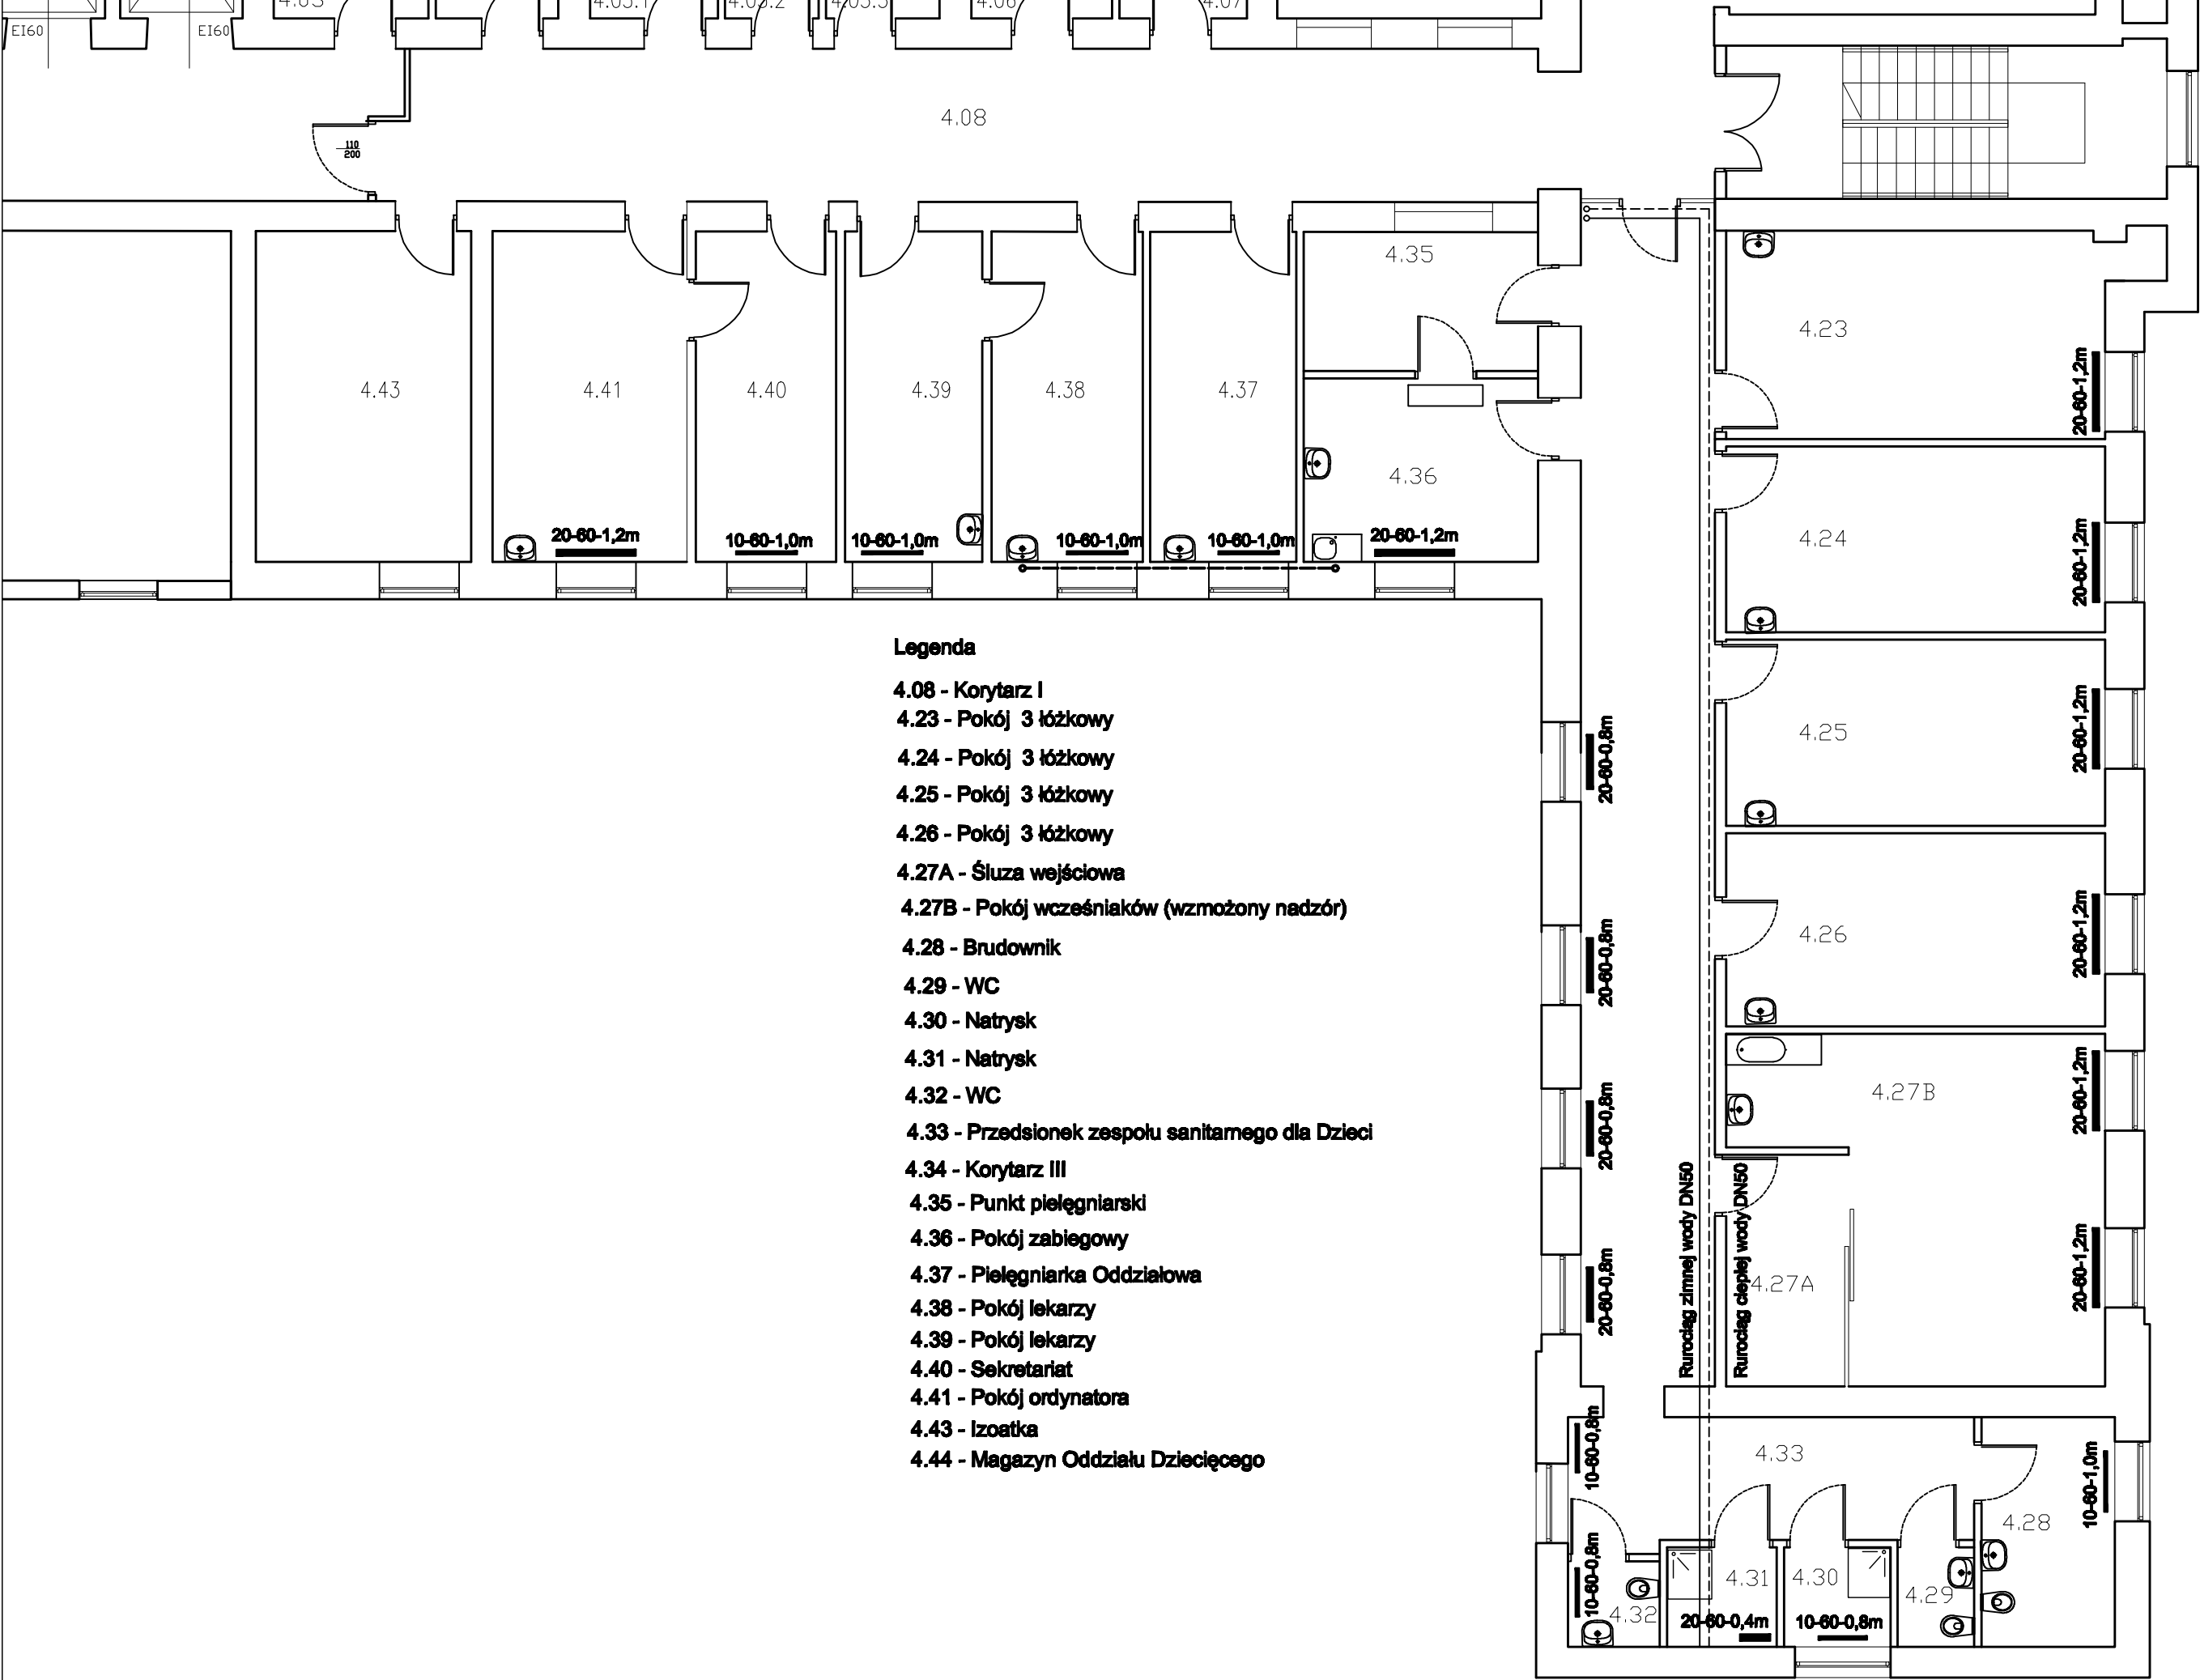 EI60
EI60
4.08
110
200
4.35
4.23
20-60-1,2m
4.43
4.41
4.40
4.39
4.38
4.37
4.36
20-60-1,2m
10-60-1,0m
10-60-1,0m
10-60-1,0m
10-60-1,0m
20-60-1,2m
4.24
20-60-1,2m
Legenda
4.08 - Korytarz I
4.23 - Pokój 3 łóżkowy
4.24 - Pokój 3 łóżkowy
4.25 - Pokój 3 łóżkowy
4.26 - Pokój 3 łóżkowy
4.27A - Śluza wejściowa
4.27B - Pokój wcześniaków (wzmożony nadzór)
4.28 - Brudownik
4.29 - WC
4.30 - Natrysk
4.31 - Natrysk
4.32 - WC
4.33 - Przedsionek zespołu sanitarnego dla Dzieci
4.34 - Korytarz III
4.35 - Punkt pielęgniarski
4.36 - Pokój zabiegowy
4.37 - Pielęgniarka Oddziałowa
4.38 - Pokój lekarzy
4.39 - Pokój lekarzy
4.40 - Sekretariat
4.41 - Pokój ordynatora
4.43 - Izoatka
4.44 - Magazyn Oddziału Dziecięcego
20-60-0,8m
20-60-0,8m
20-60-0,8m
20-60-0,8m
4.25
20-60-1,2m
4.26
20-60-1,2m
4.27B
20-60-1,2m
Rurociąg zimnej wody DN50
Rurociąg ciepłej wody DN50
4.27A
20-60-1,2m
10-60-0,8m
4.33
10-60-1,0m
4.28
10-60-0,8m
4.32
4.31
4.30
4.29
20-60-0,4m
10-60-0,8m